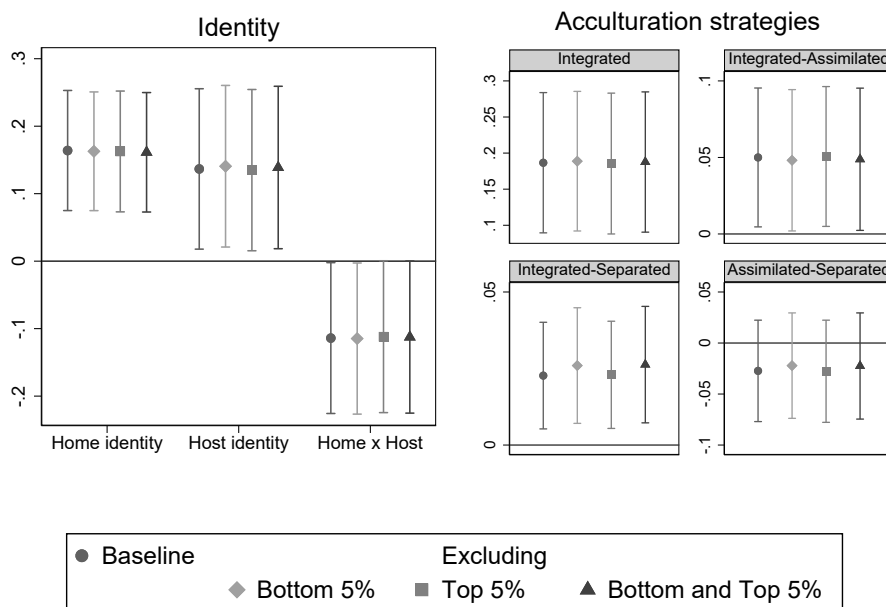 Identity
.3
.2
.1
0
-.1
-.2
Home identity Host identity Home x Host
Acculturation strategies
Integrated
.3
.25
.2
.15
.1
Integrated-Assimilated
.1
.05
0
Integrated-Separated
.05
0
Assimilated-Separated
.05
0
-.05
-.1
Baseline Excluding
Bottom 5% Top 5% Bottom and Top 5%